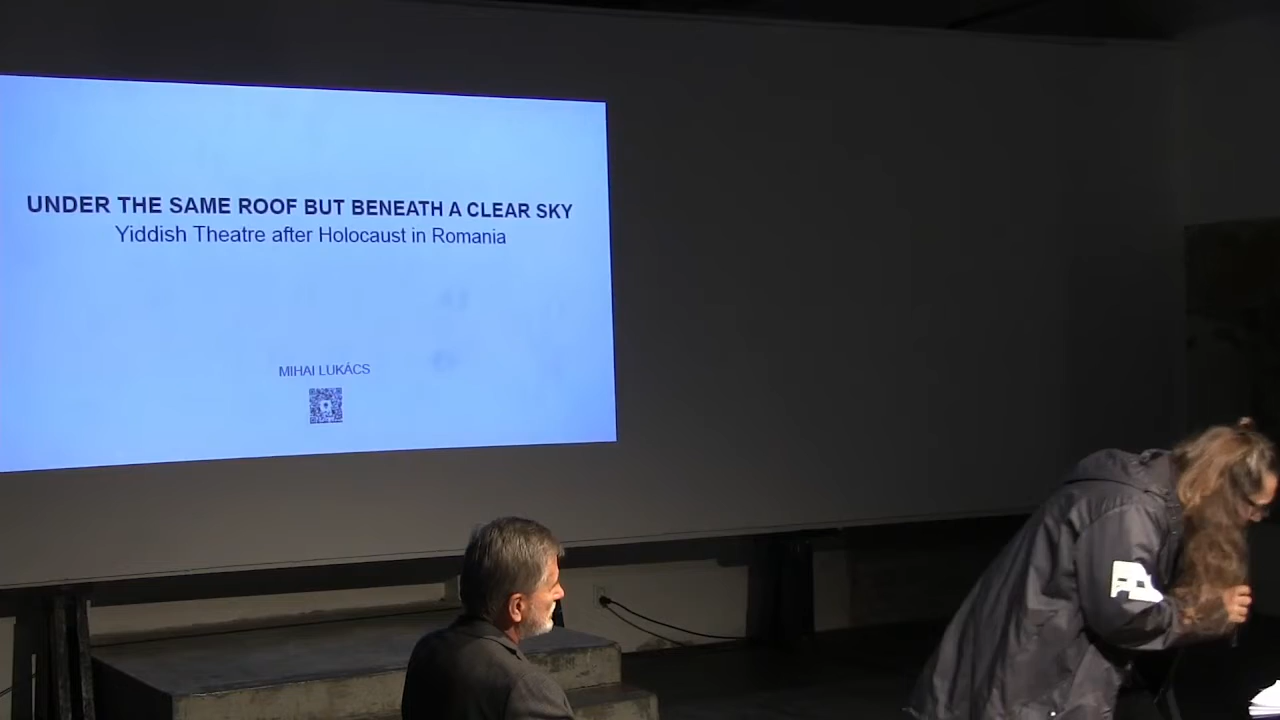 UNDER THE SAME ROOF BUT BENEATH A CLEAR SKY
Yiddish Theatre after Holocaust in Romania
MIHAI LUKÁCS